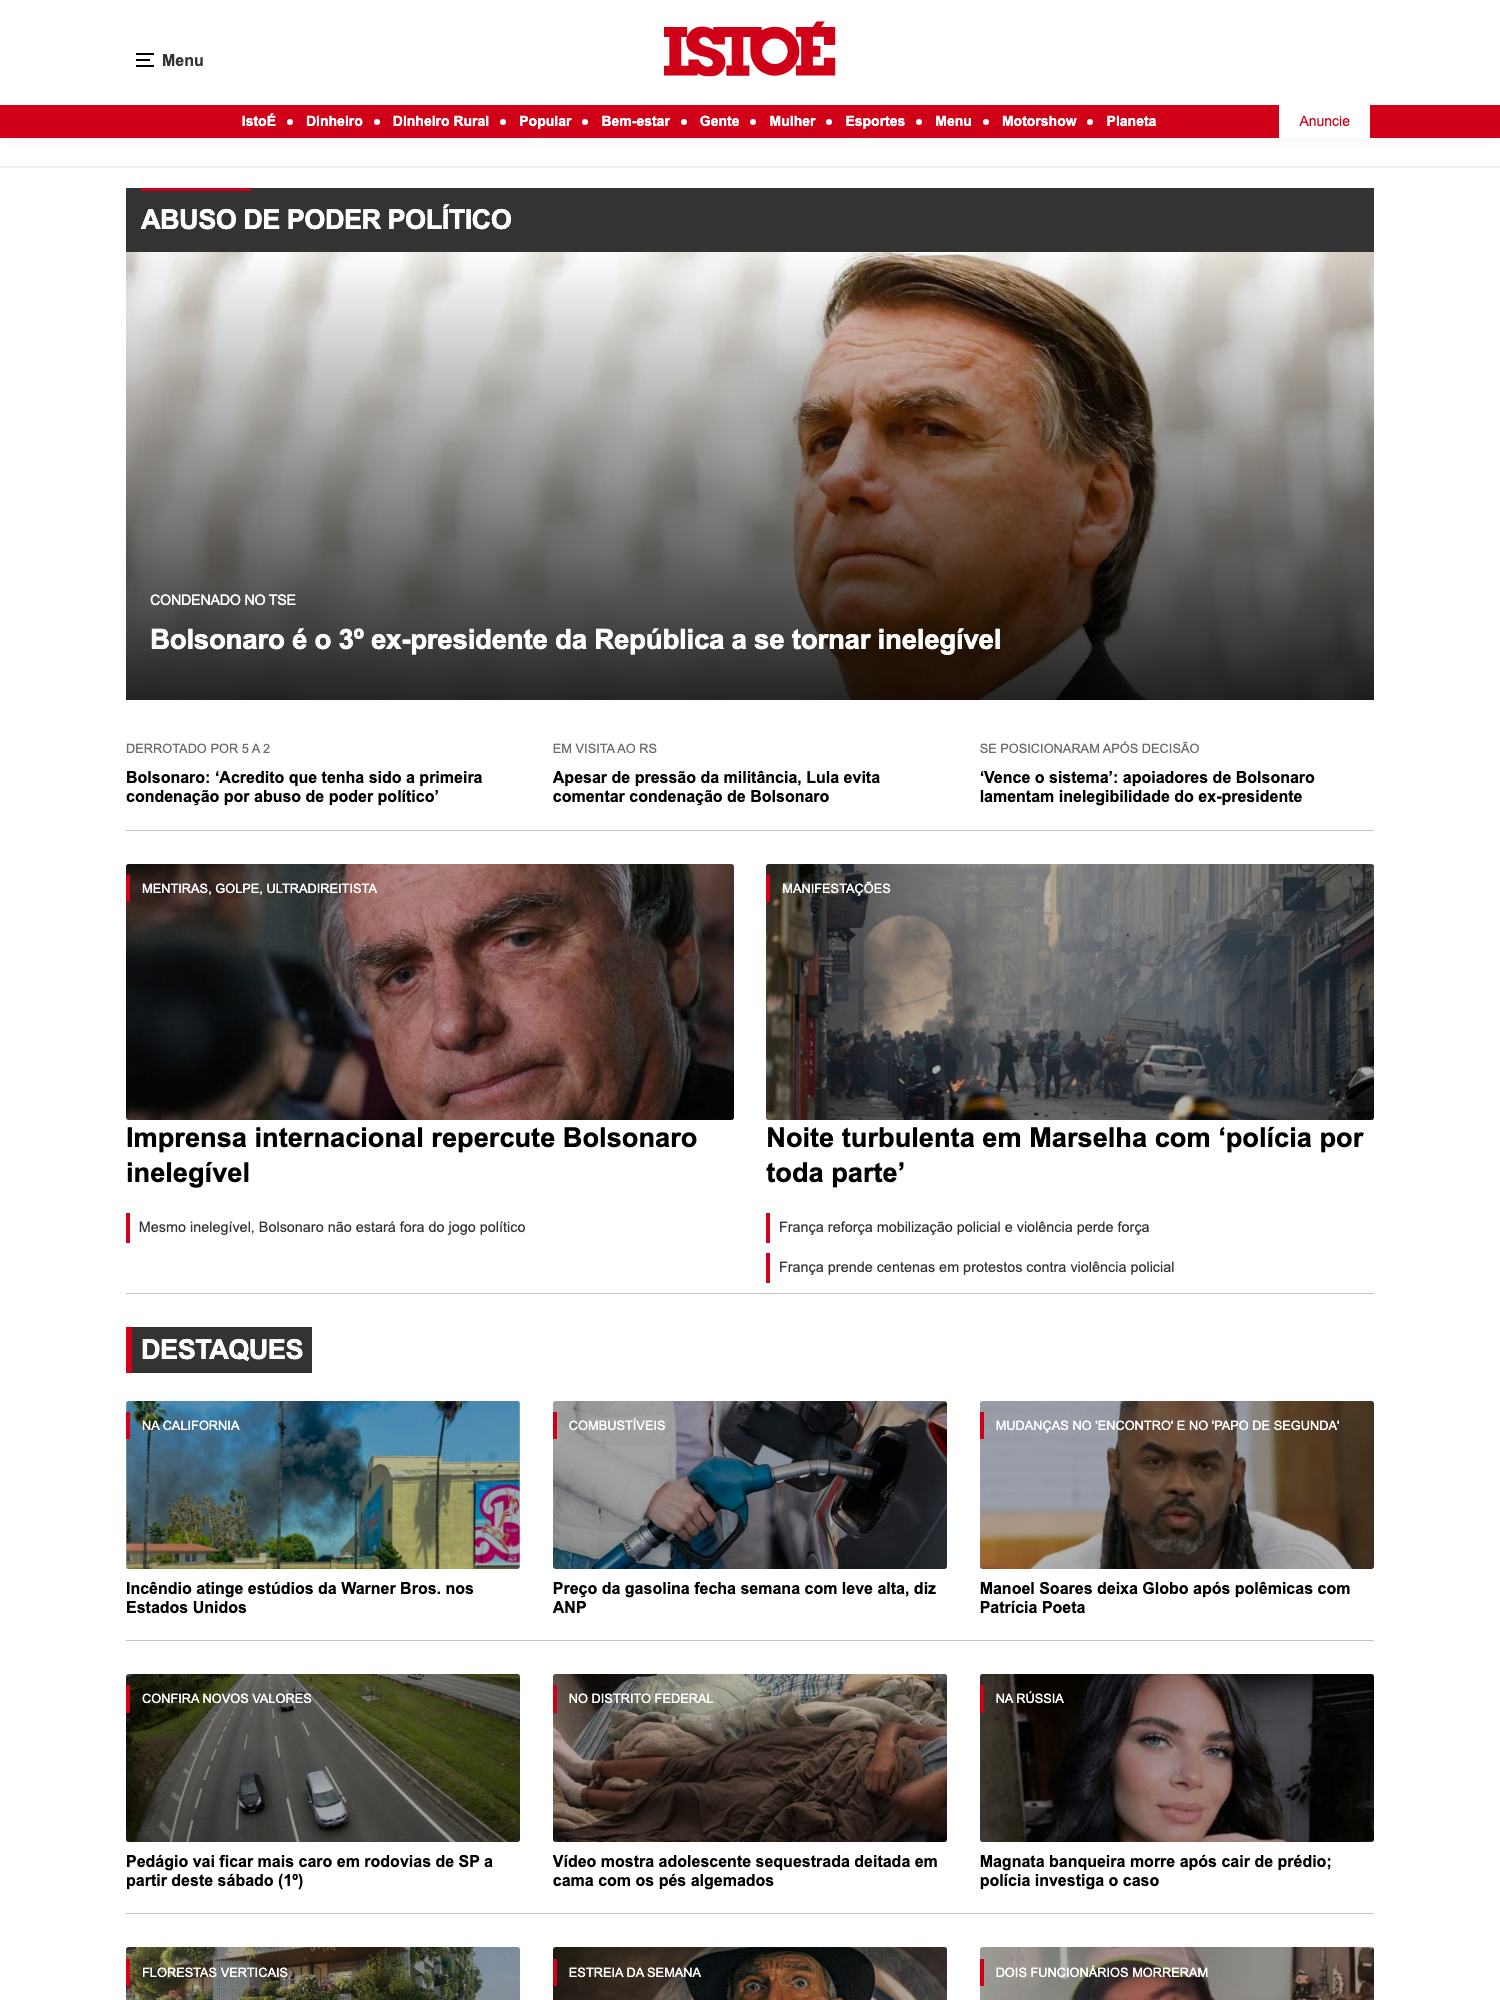 Menu
ISTOÉ
IstoÉ • Dinheiro • Dinheiro Rural • Popular • Bem-estar • Gente • Mulher • Esportes • Menu • Motorshow • Planeta
Anuncie
ABUSO DE PODER POLÍTICO
CONDENADO NO TSE
Bolsonaro é o 3º ex-presidente da República a se tornar inelegível
DERROTADO POR 5 A 2
Bolsonaro: ‘Acredito que tenha sido a primeira
condenação por abuso de poder político’
EM VISITA AO RS
Apesar de pressão da militância, Lula evita
comentar condenação de Bolsonaro
SE POSICIONARAM APÓS DECISÃO
‘Vence o sistema’: apoiadores de Bolsonaro
lamentam inelegibilidade do ex-presidente
MENTIRAS, GOLPE, ULTRADIREITISTA
Imprensa internacional repercute Bolsonaro
inelegível
Mesmo inelegível, Bolsonaro não estará fora do jogo político
MANIFESTAÇÕES
Noite turbulenta em Marselha com ‘polícia por
toda parte’
França reforça mobilização policial e violência perde força
França prende centenas em protestos contra violência policial
DESTAQUES
NA CALIFORNIA
Incêndio atinge estúdios da Warner Bros. nos
Estados Unidos
COMBUSTÍVEIS
Preço da gasolina fecha semana com leve alta, diz
ANP
MUDANÇAS NO 'ENCONTRO' E NO 'PAPO DE SEGUNDA'
Manoel Soares deixa Globo após polêmicas com
Patrícia Poeta
CONFIRA NOVOS VALORES
Pedágio vai ficar mais caro em rodovias de SP a
partir deste sábado (1º)
NO DISTRITO FEDERAL
Vídeo mostra adolescente sequestrada deitada em
cama com os pés algemados
NA RÚSSIA
Magnata banqueira morre após cair de prédio;
polícia investiga o caso
FLORESTAS VERTICAIS
ESTREIA DA SEMANA
DOIS FUNCIONÁRIOS MORRERAM